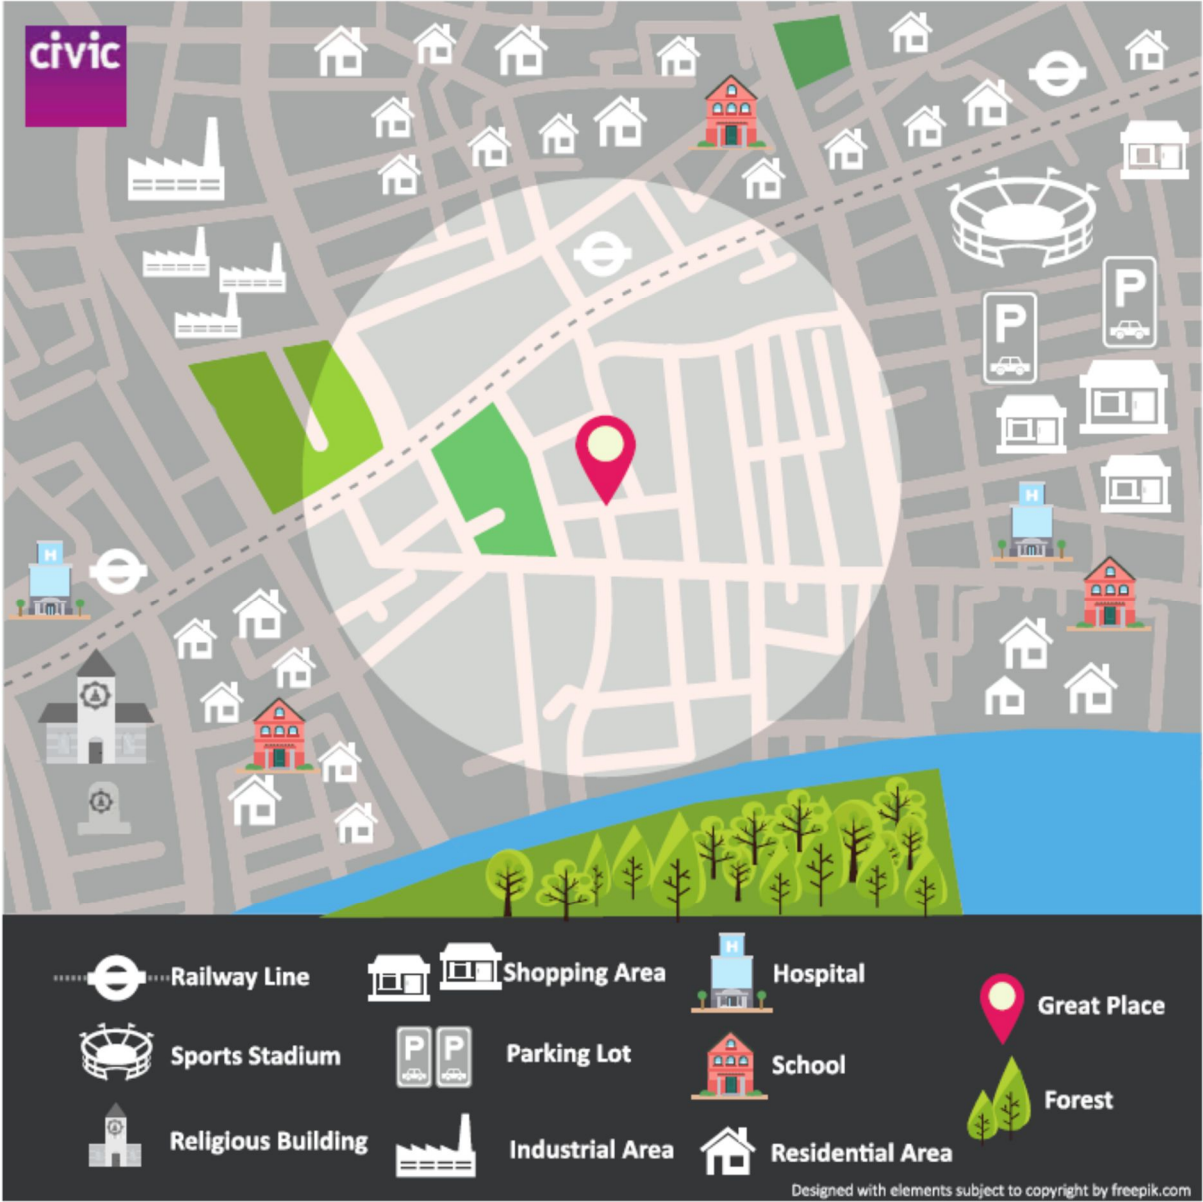 civic
P
P
H
H
Railway Line
Shopping Area
H
Hospital
Great Place
Sports Stadium
P
P
Parking Lot
School
Forest
Religious Building
Industrial Area
Residential Area
Designed with elements subject to copyright by freepik.com